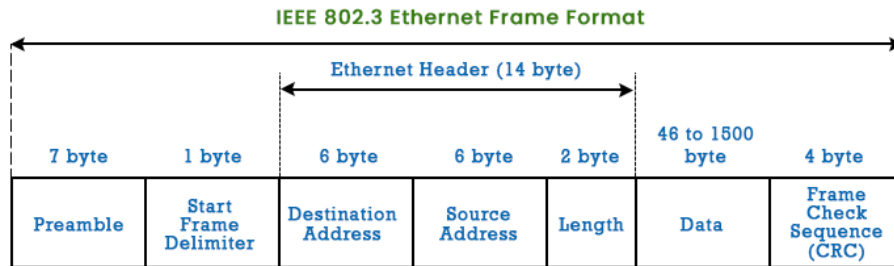 IEEE 802.3 Ethernet Frame Format
Ethernet Header (14 byte)
7 byte
1 byte
6 byte
6 byte
2 byte
46 to 1500
byte
4 byte
Preamble
Start
Frame
Delimiter
Destination
Address
Source
Address
Length
Data
Frame
Check
Sequence
(CRC)